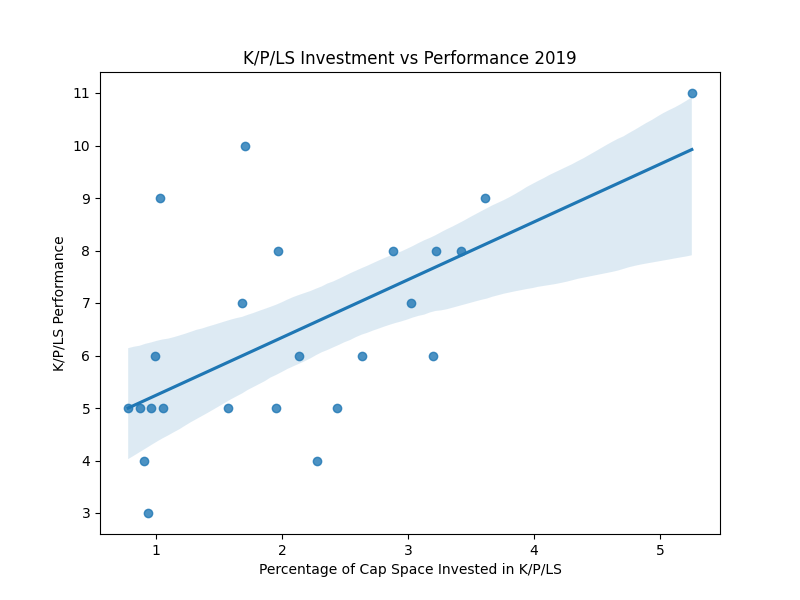 K/P/LS Investment vs Performance 2019
11
10
9
8
7
6
5
4
3
K/P/LS Performance
1 2 3 4 5
Percentage of Cap Space Invested in K/P/LS